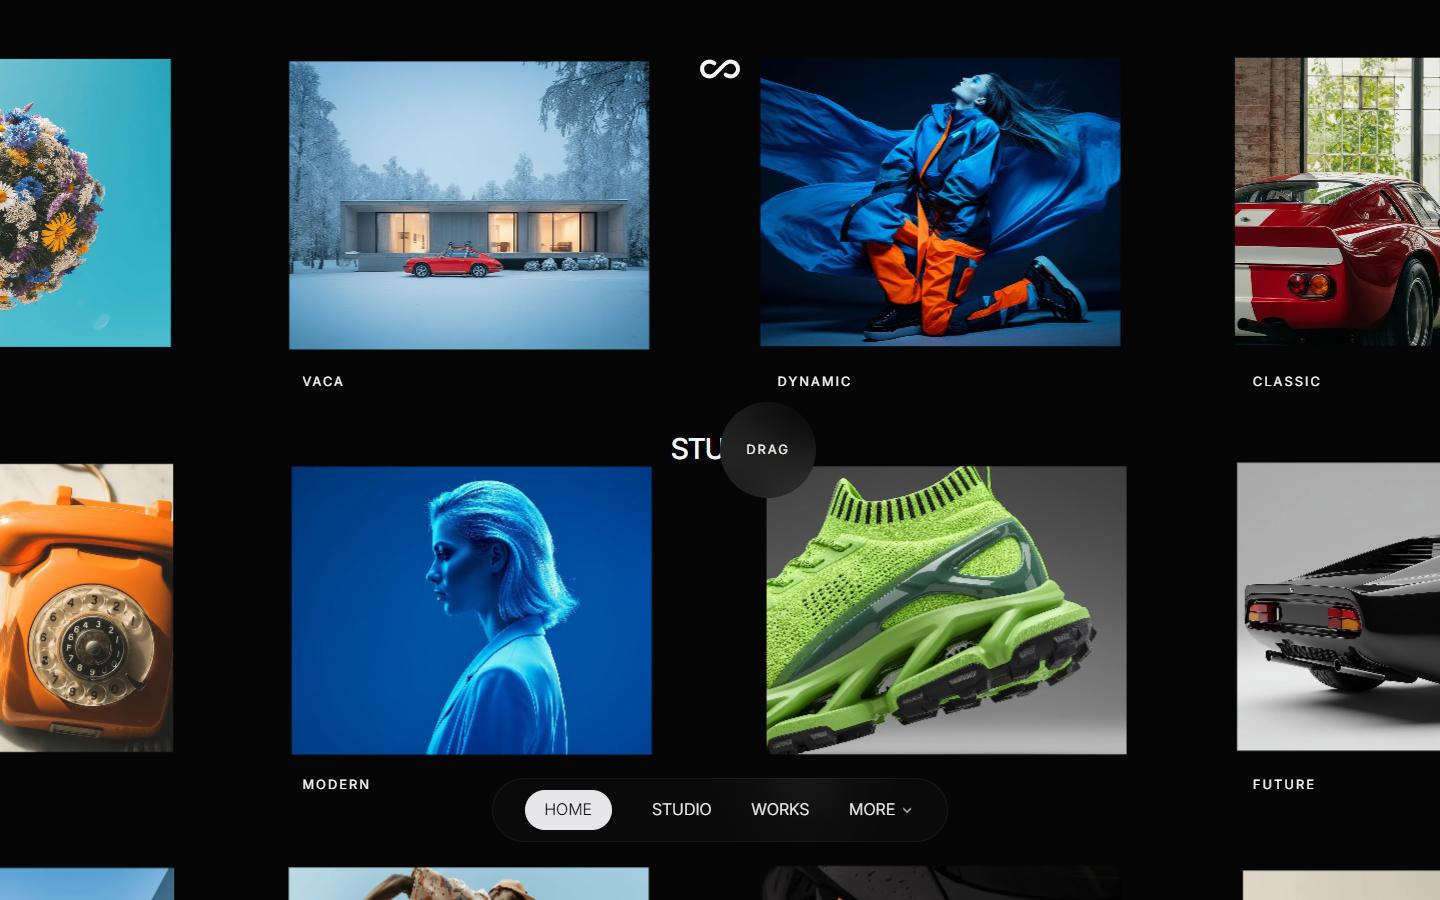 VACA
DYNAMIC
CLASSIC
STU
DRAG
MODERN
FUTURE
HOME
STUDIO
WORKS
MORE